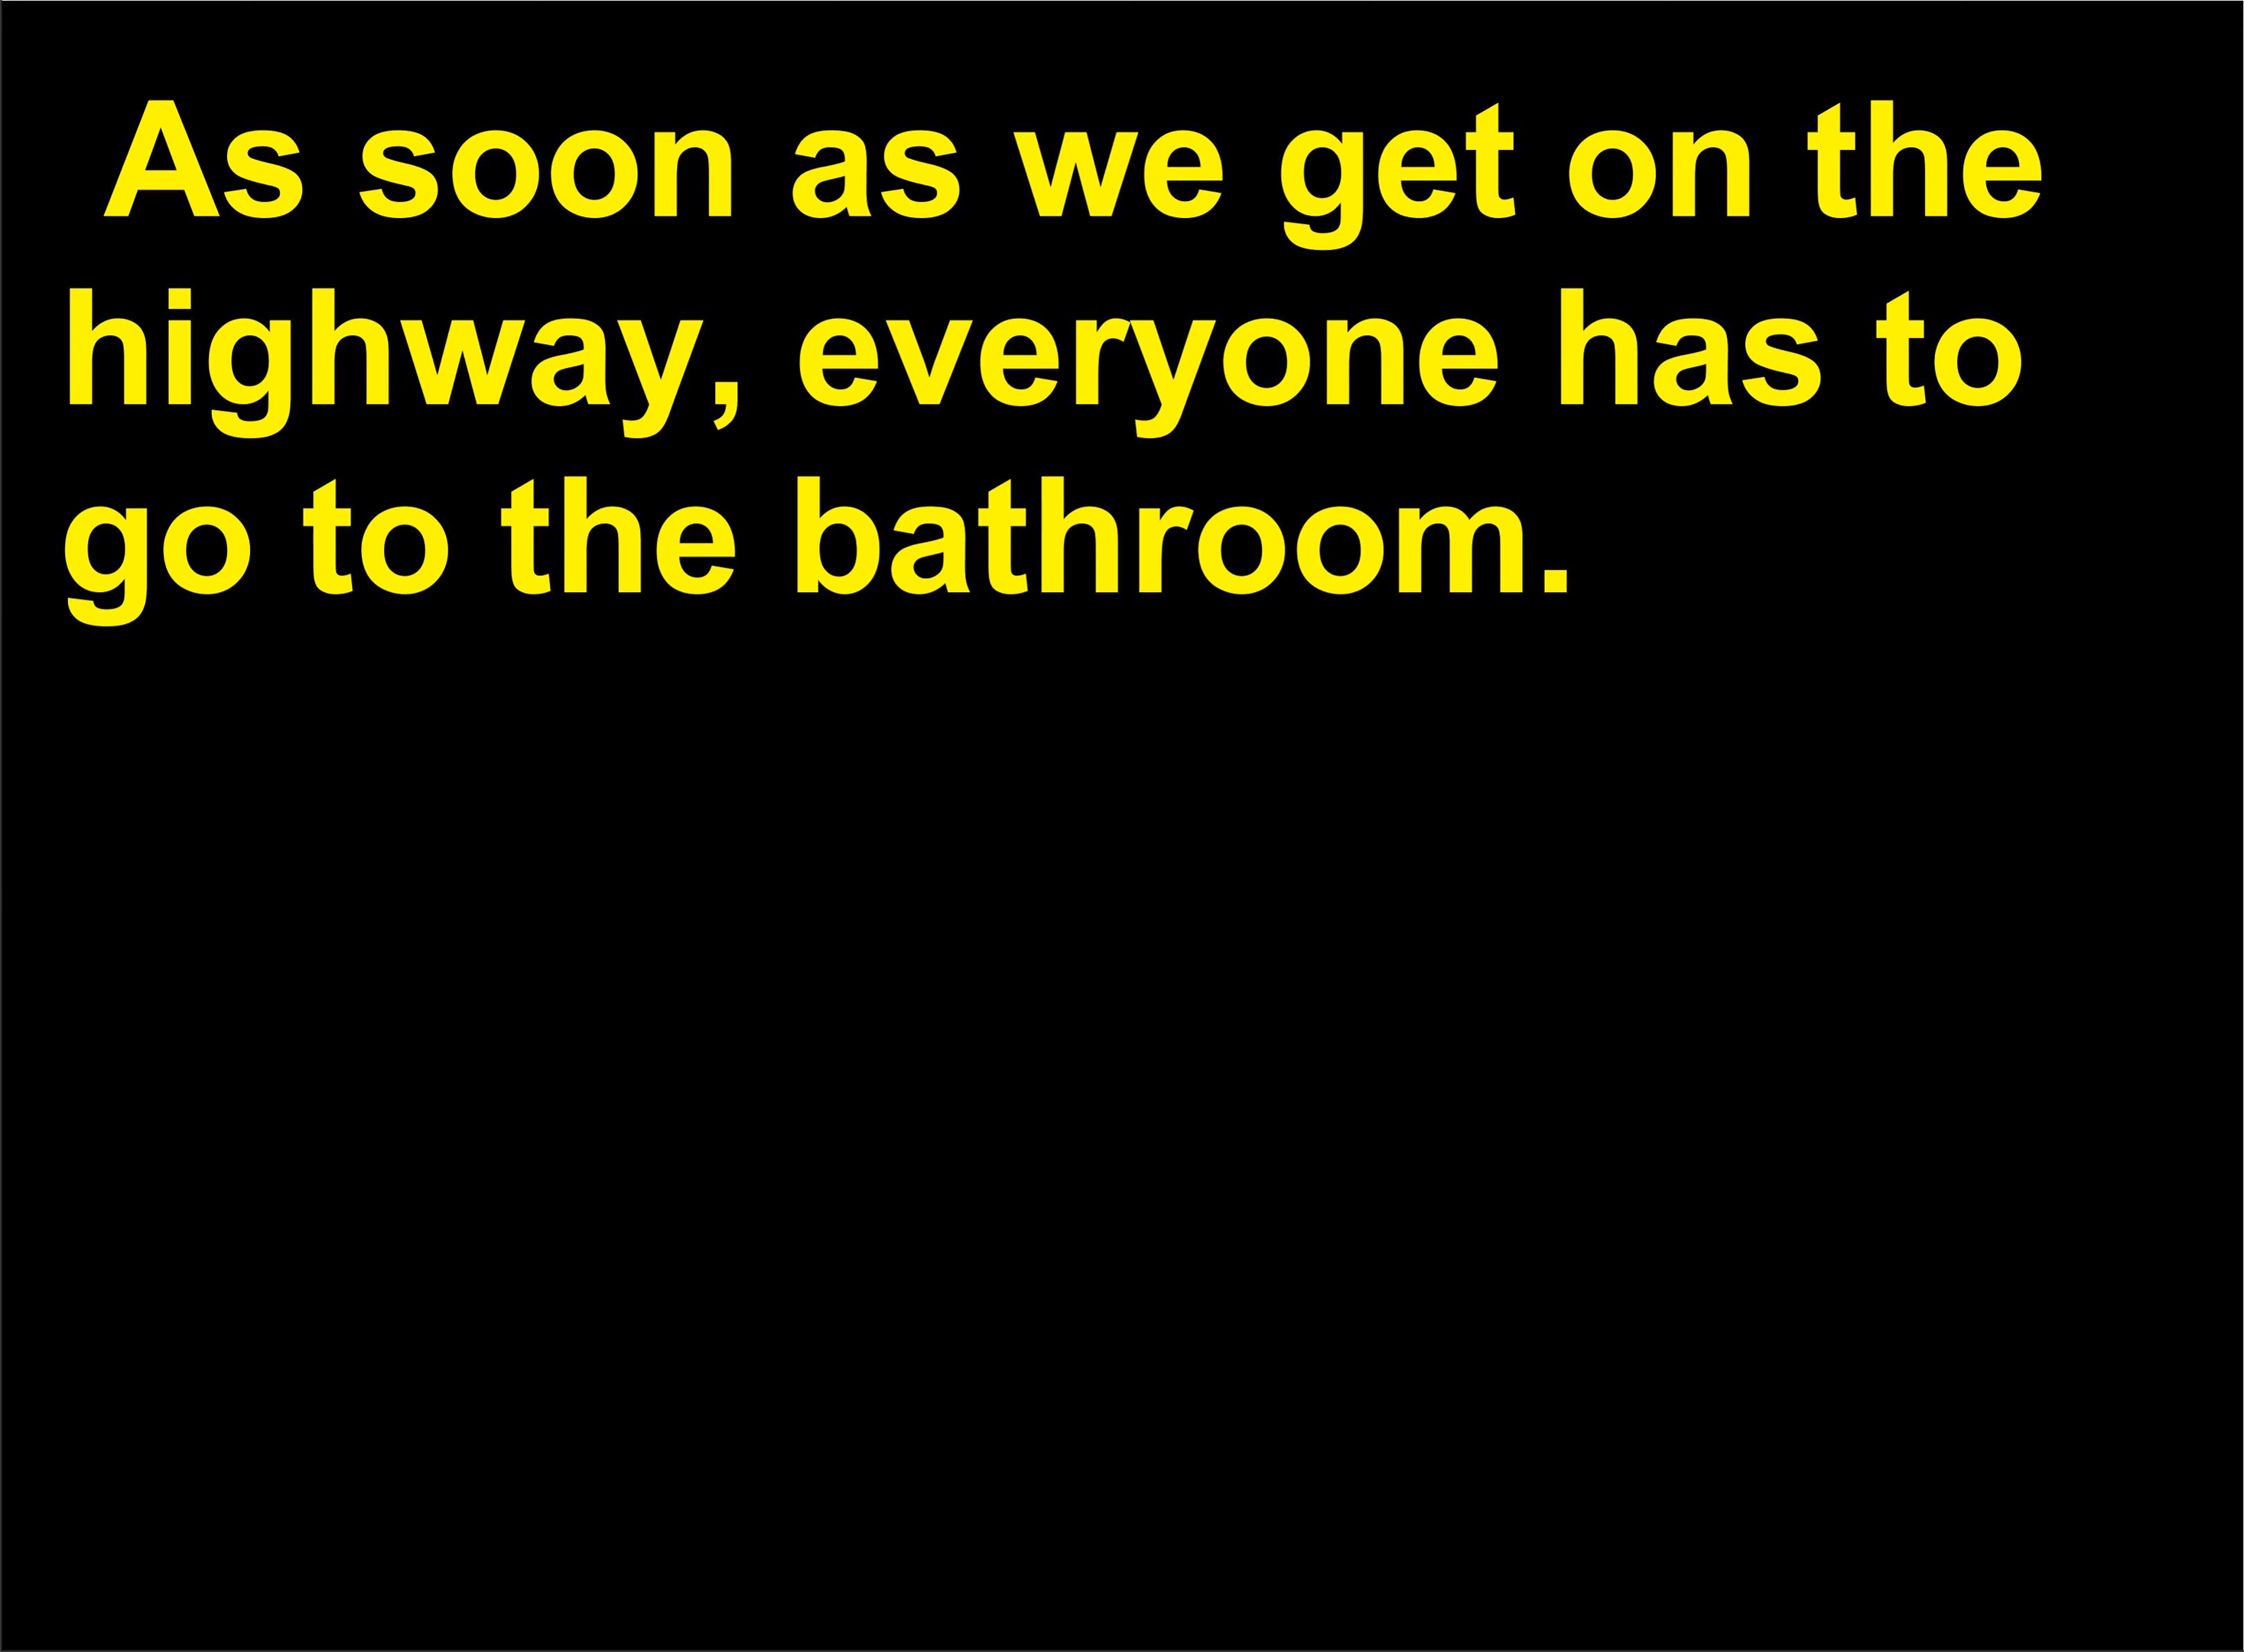 As soon as we get on the
highway, everyone has to
go to the bathroom.